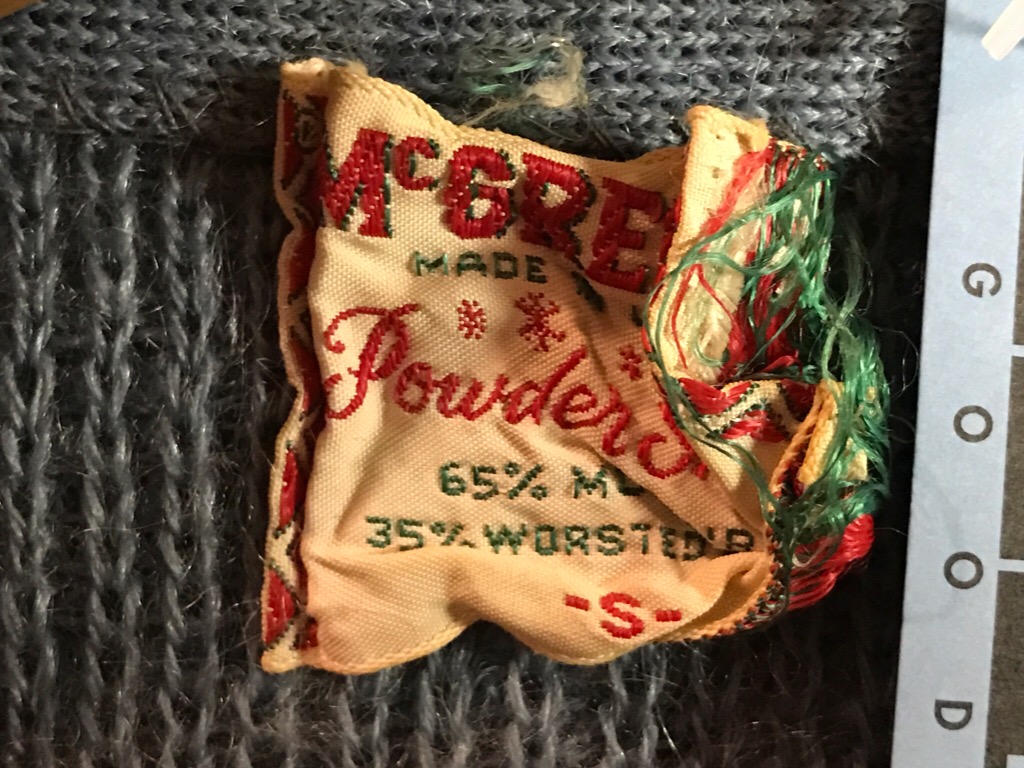 McGRE
MADE
Powder
65% M
35% WORSTED
-S-
GOOD